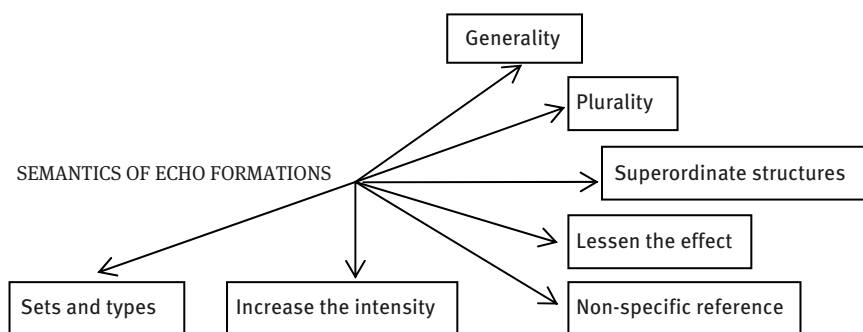 Generality
Plurality
SEMANTICS OF ECHO FORMATIONS
Superordinate structures
Lessen the effect
Sets and types
Increase the intensity
Non-specific reference